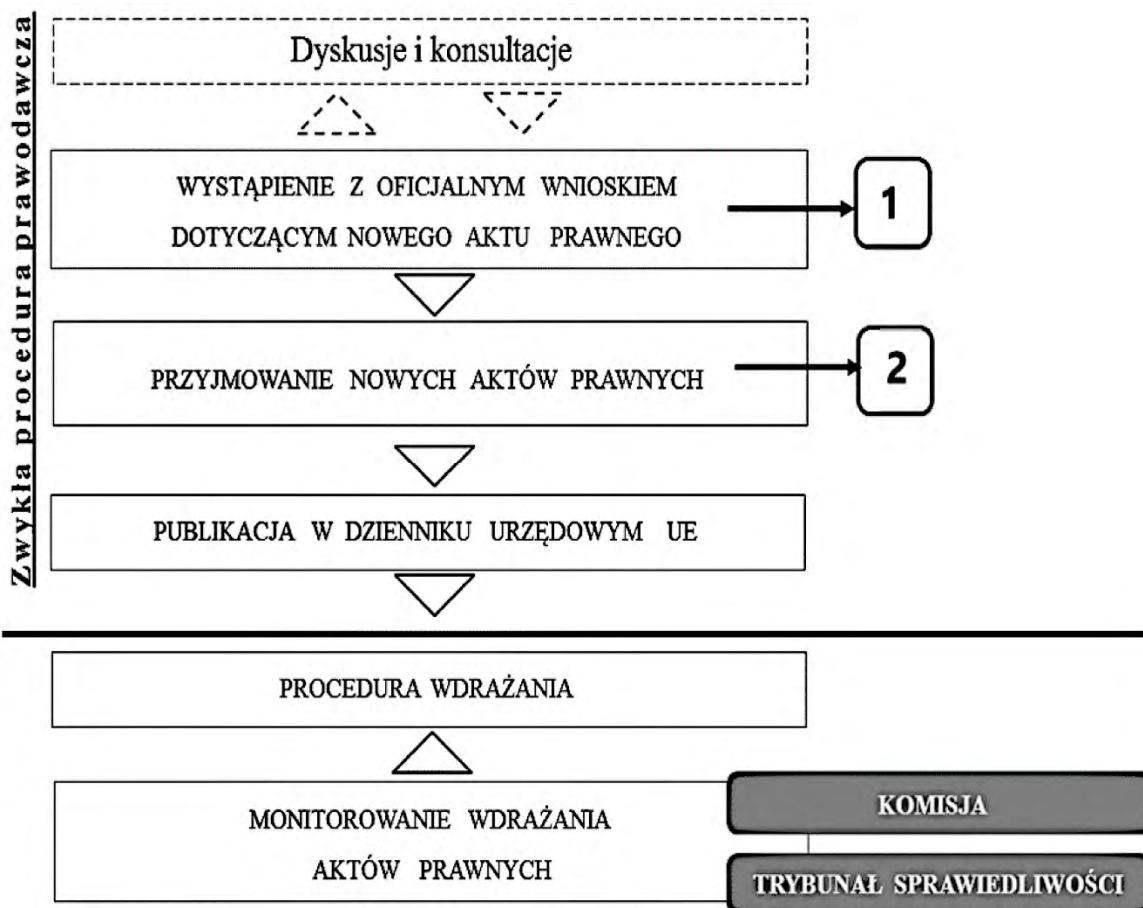 Zwykła procedura prawodawcza
Dyskusje i konsultacje
WYSTĄPIENIE Z OFICJALNYM WNIOSKIEM
DOTYCZĄCYM NOWEGO AKTU PRAWNEGO
1
PRZYJMOWANIE NOWYCH AKTÓW PRAWNYCH
2
PUBLIKACJA W DZIENNIKU URZĘDOWYM UE
PROCEDURA WDRAŻANIA
MONITOROWANIE WDRAŻANIA
AKTÓW PRAWNYCH
KOMISJA
TRYBUNAŁ SPRAWIEDLIWOŚCI